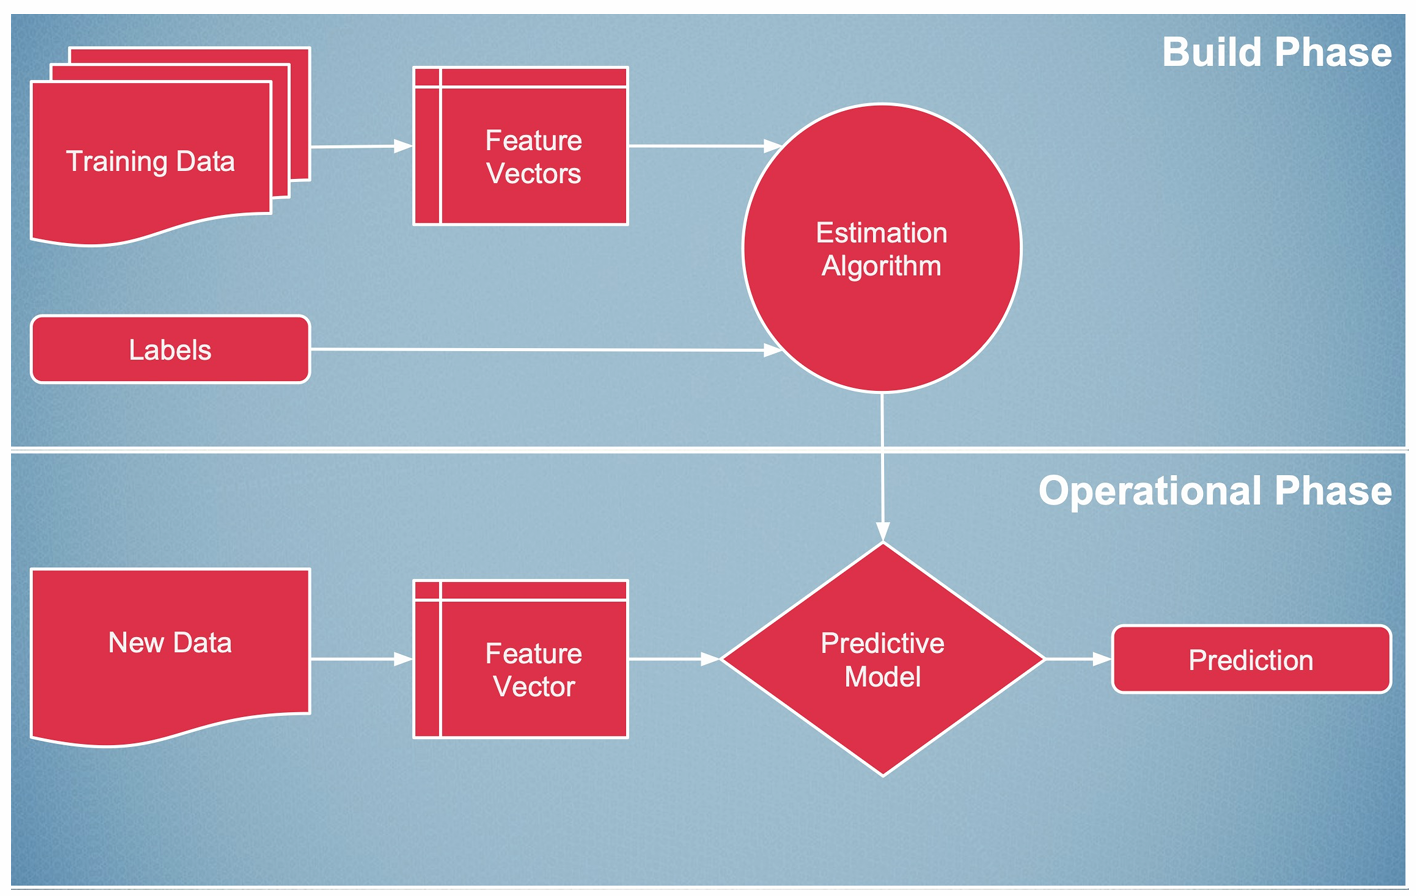 Build Phase
Training Data
Feature
Vectors
Estimation
Algorithm
Labels
Operational Phase
New Data
Feature
Vector
Predictive
Model
Prediction